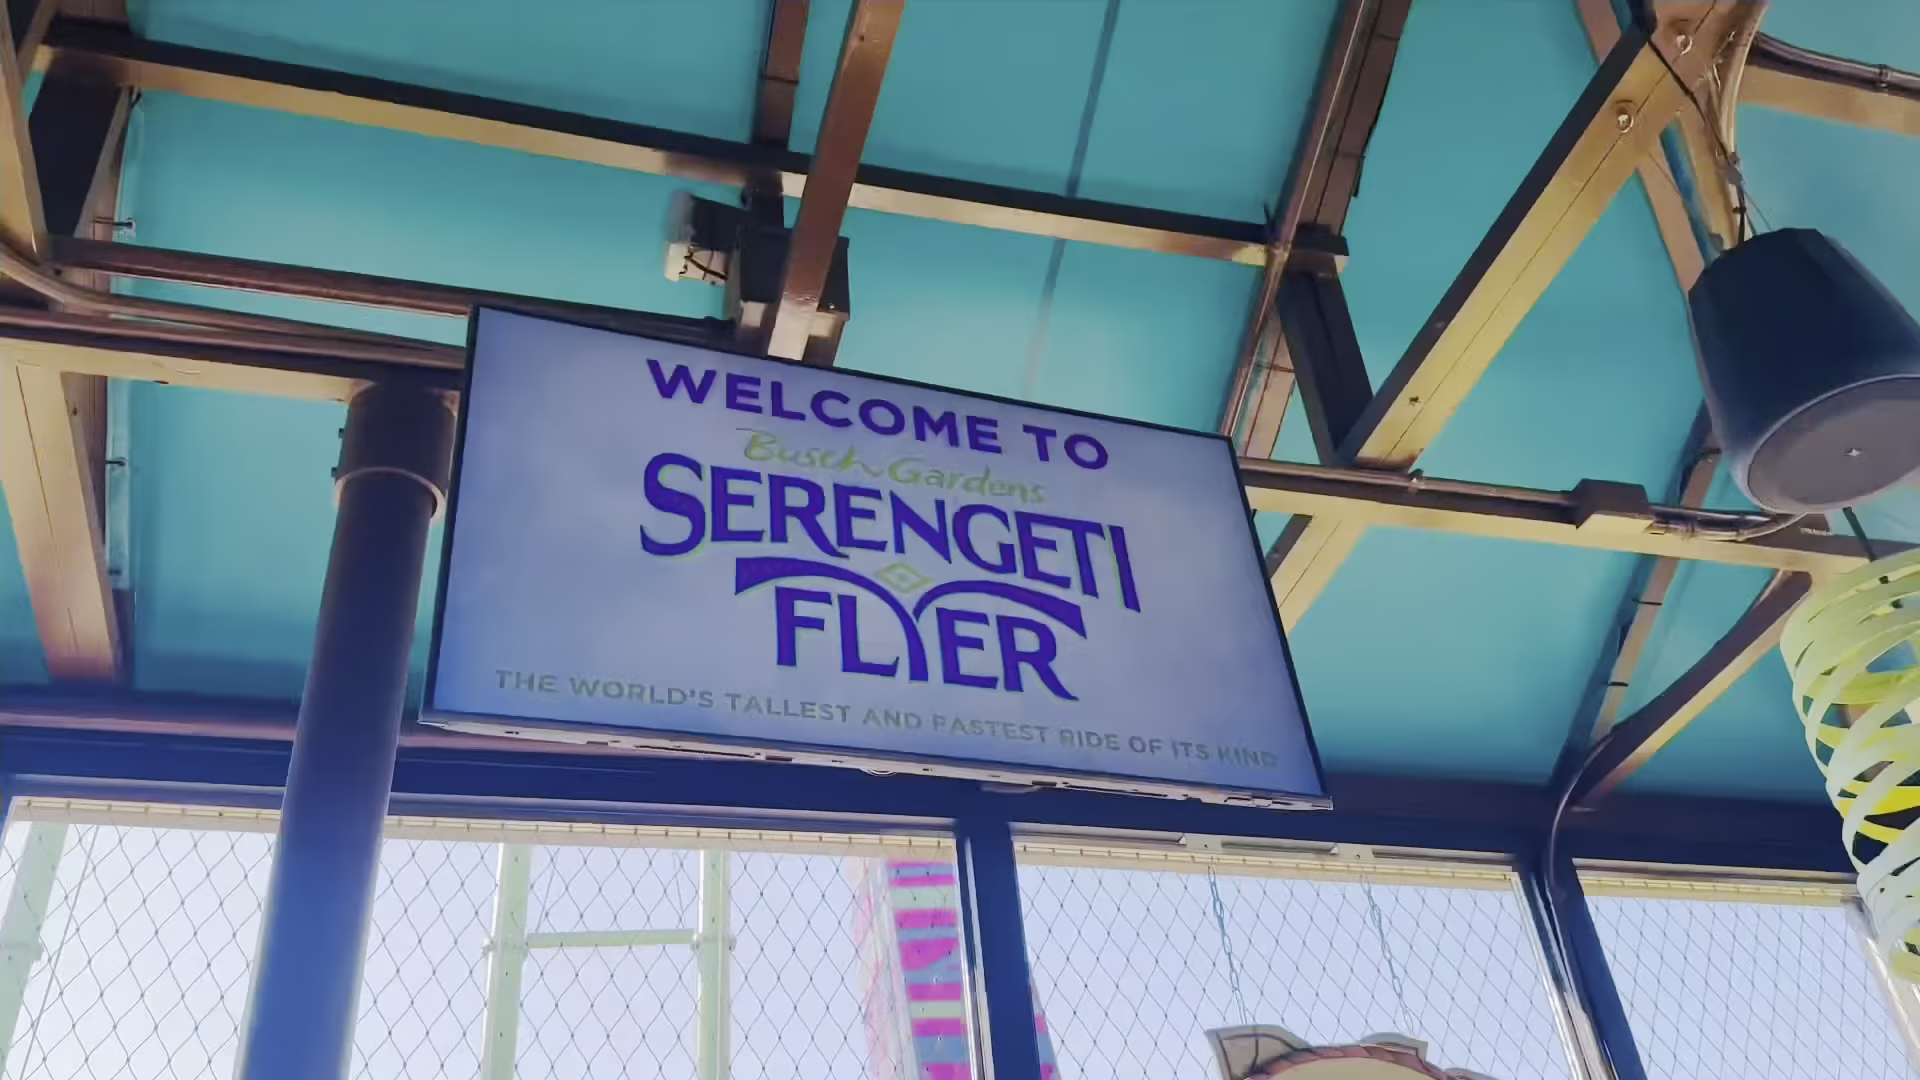 WELCOME TO
Busch Gardens
SERENGETI
FLYER
THE WORLD'S TALLEST AND FASTEST RIDE OF ITS KIND